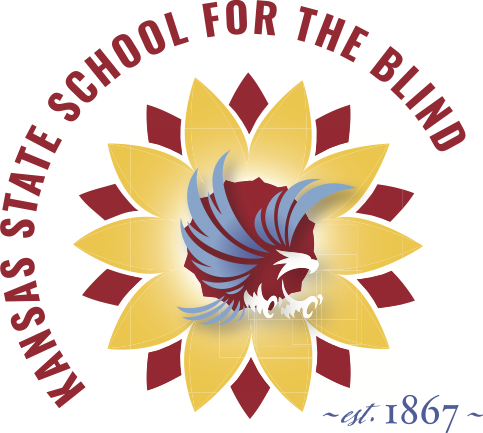 KANSAS STATE SCHOOL FOR THE BLIND
~est. 1867 ~